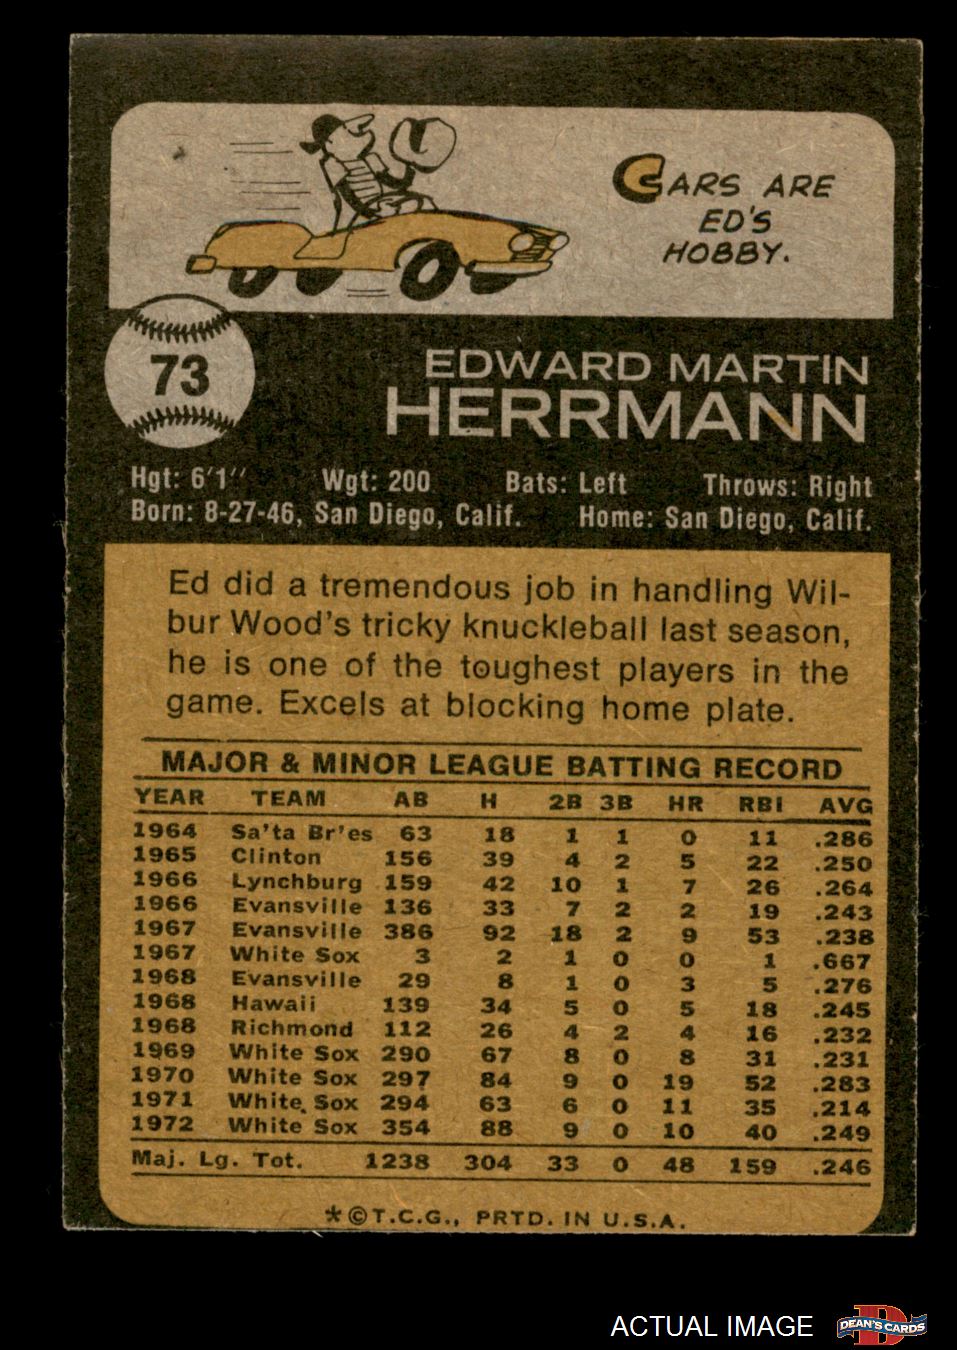 CARS ARE
ED'S
HOBBY.
73
EDWARD MARTIN
HERRMANN
Hgt: 6'1'' Wgt: 200 Bats: Left Throws: Right
Born: 8-27-46, San Diego, Calif. Home: San Diego, Calif.
Ed did a tremendous job in handling Wil-
bur Wood's tricky knuckleball last season,
he is one of the toughest players in the
game. Excels at blocking home plate.
MAJOR & MINOR LEAGUE BATTING RECORD
YEAR TEAM AB H 2B 3B HR RBI AVG
1964 Sa'ta Br'es 63 18 1 1 0 11 .286
1965 Clinton 156 39 4 2 5 22 .250
1966 Lynchburg 159 42 10 1 7 26 .264
1966 Evansville 136 33 7 2 2 19 .243
1967 Evansville 386 92 18 2 9 53 .238
1967 White Sox 3 2 1 0 0 1 .667
1968 Evansville 29 8 1 0 3 5 .276
1968 Hawaii 139 34 5 0 5 18 .245
1968 Richmond 112 26 4 2 4 16 .232
1969 White Sox 290 67 8 0 8 31 .231
1970 White Sox 297 84 9 0 19 52 .283
1971 White Sox 294 63 6 0 11 35 .214
1972 White Sox 354 88 9 0 10 40 .249
Maj. Lg. Tot. 1238 304 33 0 48 159 .246
*©T.C.G., PRTD. IN U.S.A.
ACTUAL IMAGE
D
DEAN'S CARDS